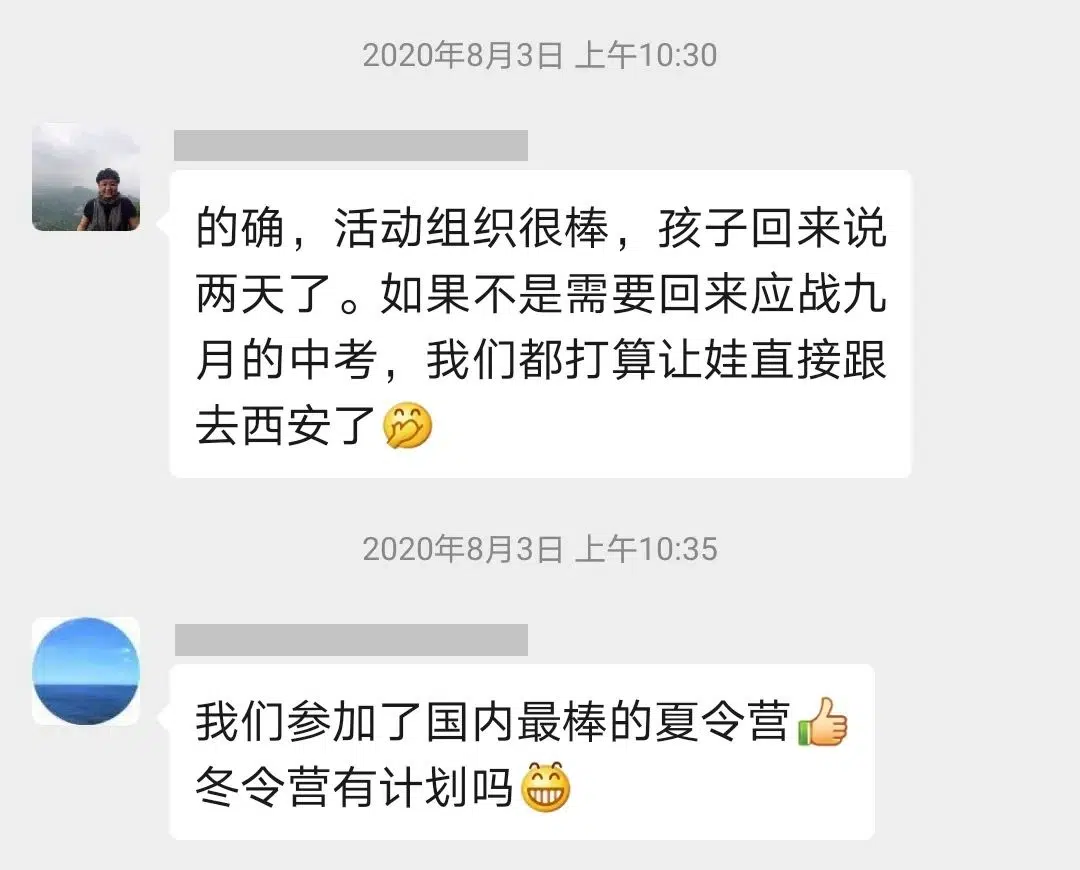 2020年8月3日 上午10:30
的确，活动组织很棒，孩子回来说
两天了。如果不是需要回来应战九
月的中考，我们都打算让娃直接跟
去西安了🤭
2020年8月3日 上午10:35
我们参加了国内最棒的夏令营👍
冬令营有计划吗😁